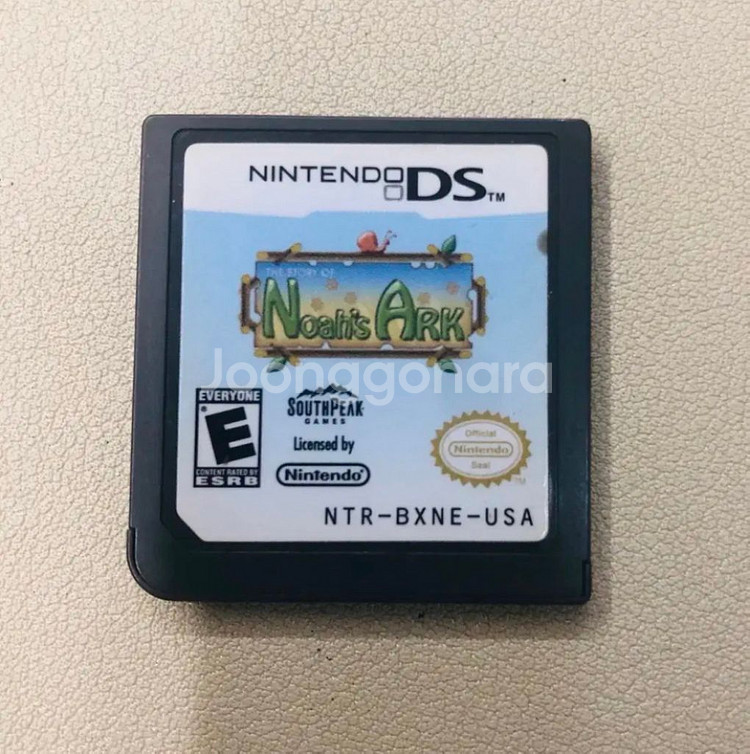 NINTENDO DS™
THE STORY OF
NOAH'S ARK
Joonggonara
EVERYONE
E
CONTENT RATED BY
ESRB
SOUTHPEAK
GAMES
Licensed by
Nintendo®
Official
Nintendo
Seal
TM
NTR-BXNE-USA